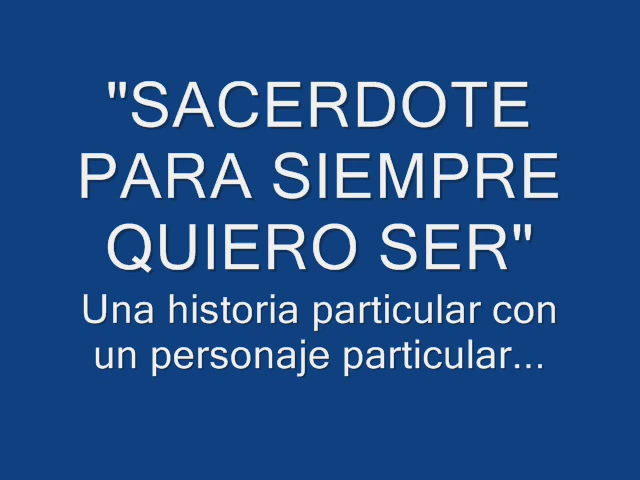 "SACERDOTE
PARA SIEMPRE
QUIERO SER"
Una historia particular con
un personaje particular...